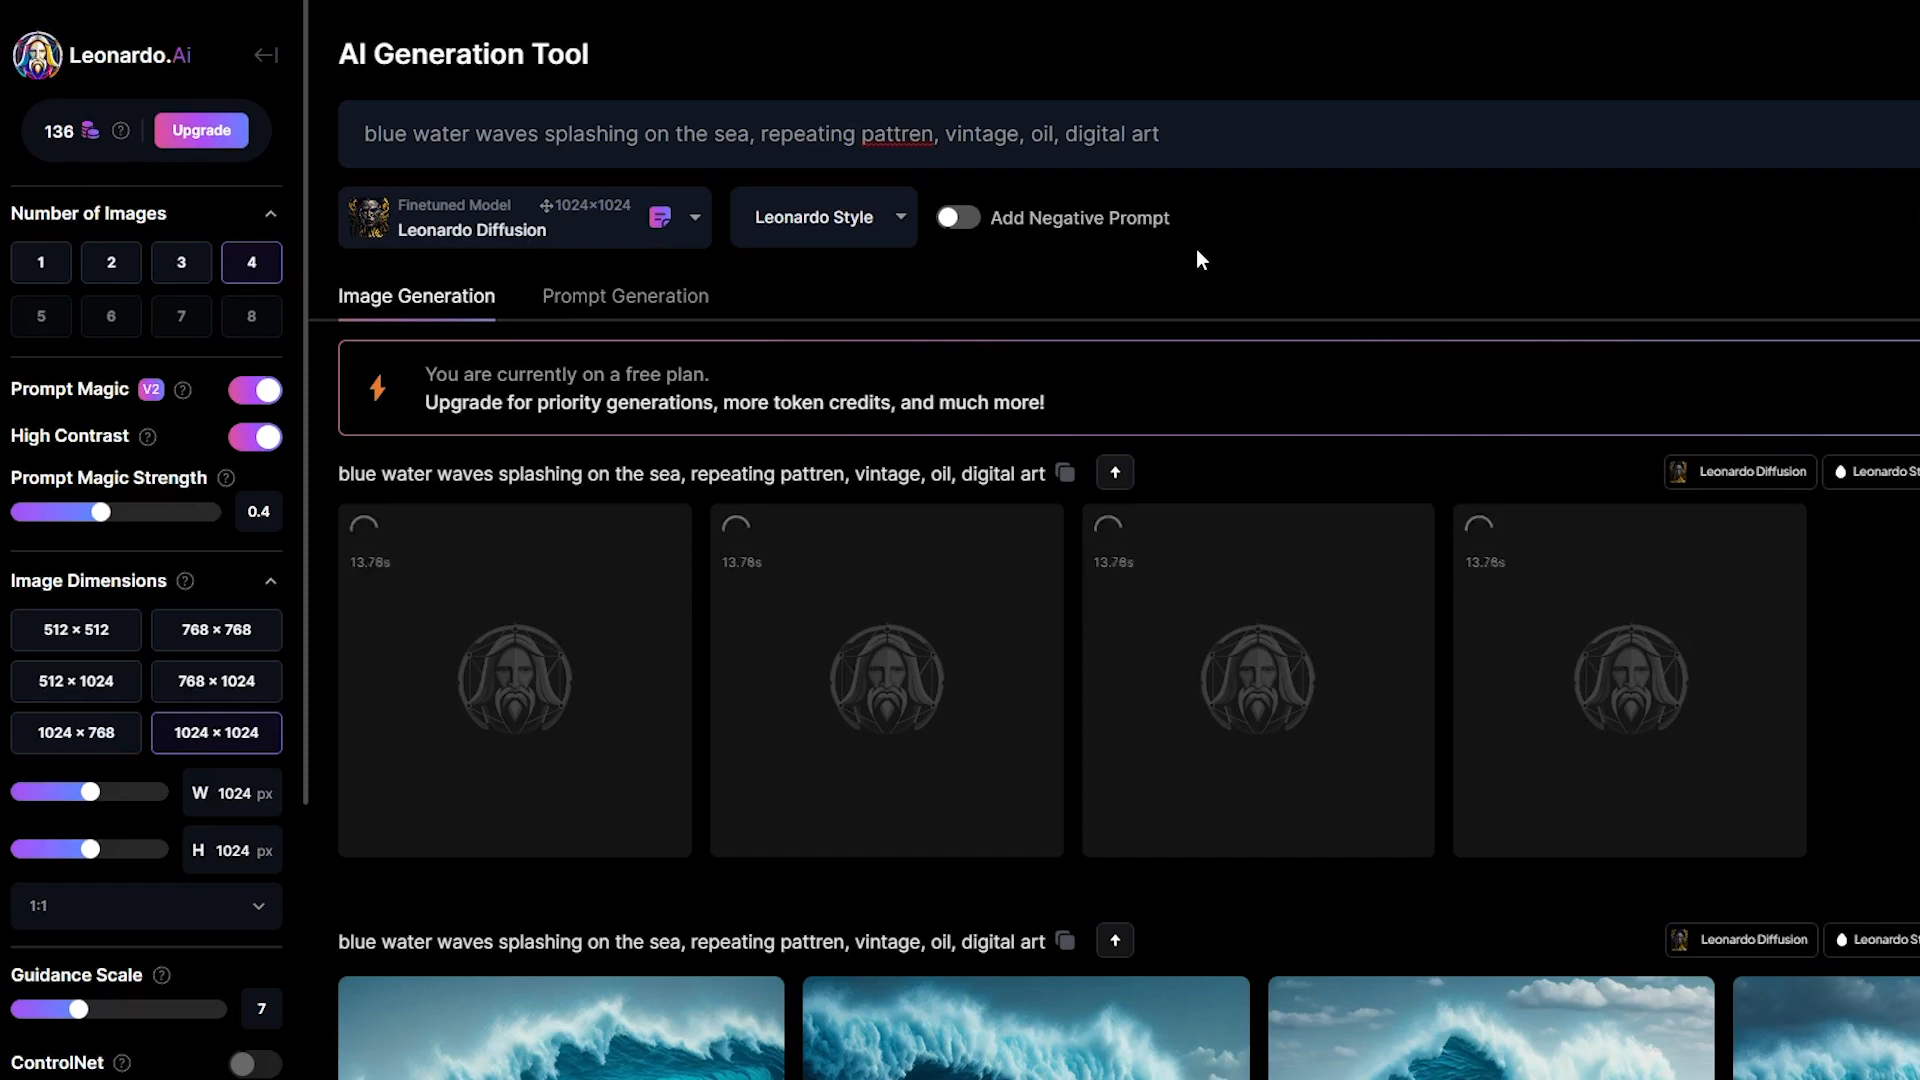 Leonardo.Ai
136
Upgrade
Number of Images
1 2 3 4
5 6 7 8
Prompt Magic V2
High Contrast
Prompt Magic Strength
0.4
Image Dimensions
512 × 512 768 × 768
512 × 1024 768 × 1024
1024 × 768 1024 × 1024
W 1024 px
H 1024 px
1:1
Guidance Scale
7
ControlNet
AI Generation Tool
blue water waves splashing on the sea, repeating pattren, vintage, oil, digital art
Finetuned Model 1024×1024
Leonardo Diffusion
Leonardo Style
Add Negative Prompt
Image Generation Prompt Generation
You are currently on a free plan.
Upgrade for priority generations, more token credits, and much more!
blue water waves splashing on the sea, repeating pattren, vintage, oil, digital art
Leonardo Diffusion Leonardo St
13.76s 13.76s 13.76s 13.76s
blue water waves splashing on the sea, repeating pattren, vintage, oil, digital art
Leonardo Diffusion Leonardo St